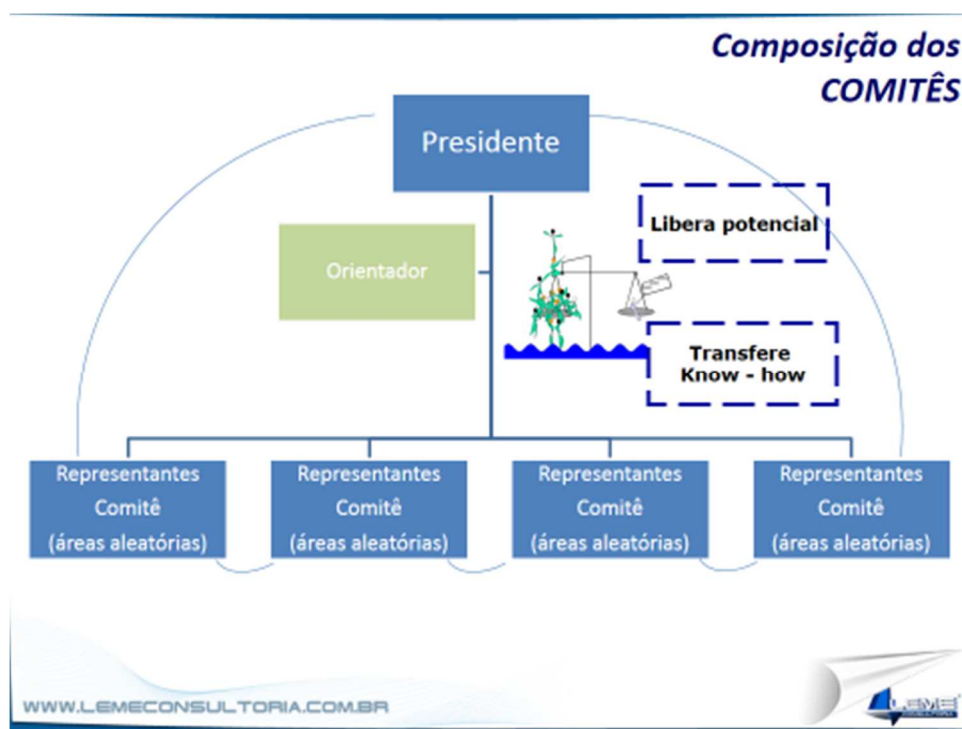 Composição dos
COMITÊS
Presidente
Libera potencial
Orientador
Transfere
Know - how
Representantes
Comitê
(áreas aleatórias)
Representantes
Comitê
(áreas aleatórias)
Representantes
Comitê
(áreas aleatórias)
Representantes
Comitê
(áreas aleatórias)
WWW.LEMECONSULTORIA.COM.BR
LEME